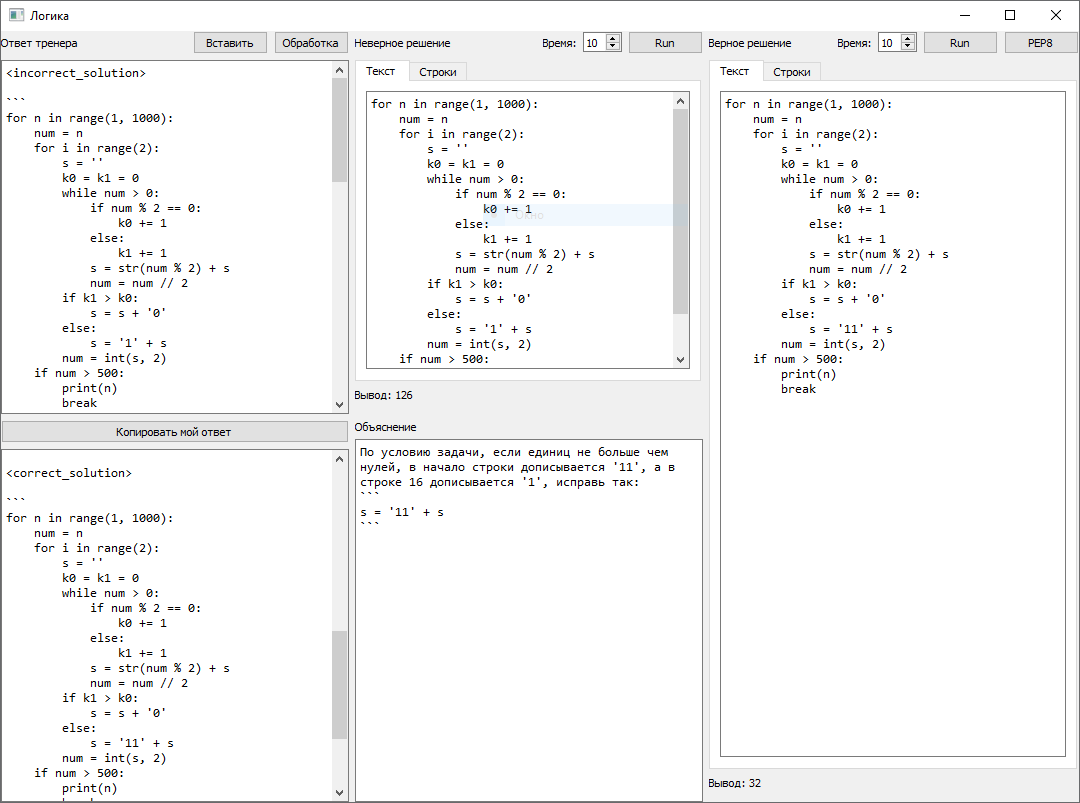 Логика
Ответ тренера
Вставить
Обработка
<incorrect_solution>
```
for n in range(1, 1000):
    num = n
    for i in range(2):
        s = ''
        k0 = k1 = 0
        while num > 0:
            if num % 2 == 0:
                k0 += 1
            else:
                k1 += 1
            s = str(num % 2) + s
            num = num // 2
        if k1 > k0:
            s = s + '0'
        else:
            s = '1' + s
        num = int(s, 2)
    if num > 500:
        print(n)
        break
Копировать мой ответ
<correct_solution>
```
for n in range(1, 1000):
    num = n
    for i in range(2):
        s = ''
        k0 = k1 = 0
        while num > 0:
            if num % 2 == 0:
                k0 += 1
            else:
                k1 += 1
            s = str(num % 2) + s
            num = num // 2
        if k1 > k0:
            s = s + '0'
        else:
            s = '11' + s
        num = int(s, 2)
    if num > 500:
        print(n)
Неверное решение
Время:
10
Run
Текст
Строки
for n in range(1, 1000):
    num = n
    for i in range(2):
        s = ''
        k0 = k1 = 0
        while num > 0:
            if num % 2 == 0:
                k0 += 1
Окно
            else:
                k1 += 1
            s = str(num % 2) + s
            num = num // 2
        if k1 > k0:
            s = s + '0'
        else:
            s = '1' + s
        num = int(s, 2)
    if num > 500:
Вывод: 126
Объяснение
По условию задачи, если единиц не больше чем
нулей, в начало строки дописывается '11', а в
строке 16 дописывается '1', исправь так:
```
s = '11' + s
```
Верное решение
Время:
10
Run
PEP8
Текст
Строки
for n in range(1, 1000):
    num = n
    for i in range(2):
        s = ''
        k0 = k1 = 0
        while num > 0:
            if num % 2 == 0:
                k0 += 1
            else:
                k1 += 1
            s = str(num % 2) + s
            num = num // 2
        if k1 > k0:
            s = s + '0'
        else:
            s = '11' + s
        num = int(s, 2)
    if num > 500:
        print(n)
        break
Вывод: 32